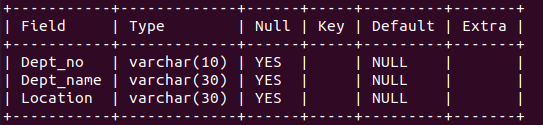 +-----------+-------------+------+-----+---------+-------+
| Field     | Type        | Null | Key | Default | Extra |
+-----------+-------------+------+-----+---------+-------+
| Dept_no   | varchar(10) | YES  |     | NULL    |       |
| Dept_name | varchar(30) | YES  |     | NULL    |       |
| Location  | varchar(30) | YES  |     | NULL    |       |
+-----------+-------------+------+-----+---------+-------+